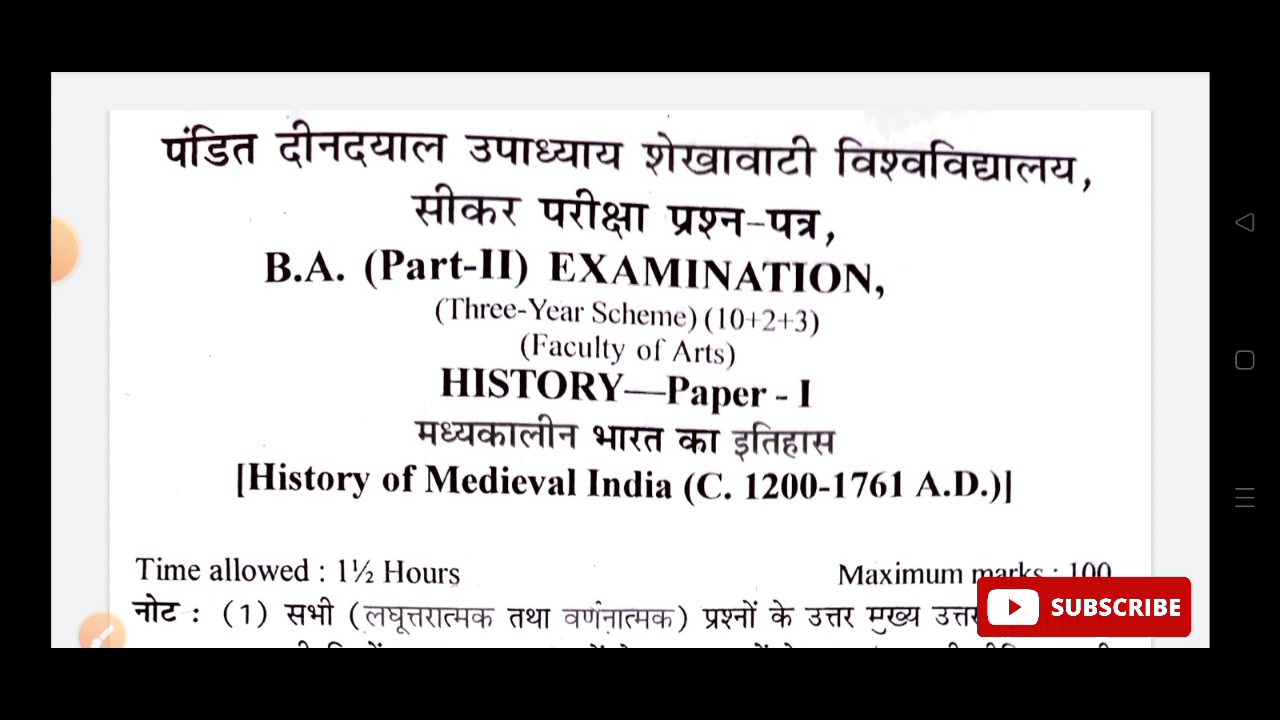 पंडित दीनदयाल उपाध्याय शेखावाटी विश्वविद्यालय,
सीकर परीक्षा प्रश्न-पत्र,
B.A. (Part-II) EXAMINATION,
(Three-Year Scheme) (10+2+3)
(Faculty of Arts)
HISTORY—Paper - I
मध्यकालीन भारत का इतिहास
[History of Medieval India (C. 1200-1761 A.D.)]
Time allowed : 1½ Hours Maximum marks : 100
नोट : (1) सभी (लघूत्तरात्मक तथा वर्णनात्मक) प्रश्नों के उत्तर मुख्य
SUBSCRIBE